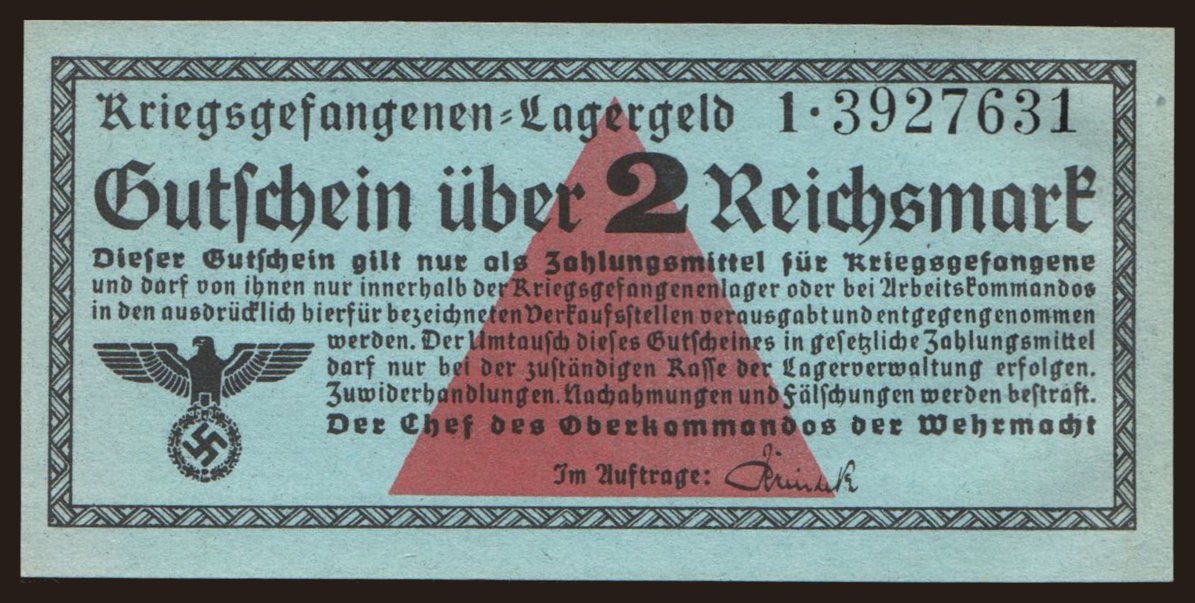 Kriegsgefangenen=Lagergeld 1·3927631
Gutschein über 2 Reichsmark
Dieser Gutschein gilt nur als Zahlungsmittel für Kriegsgefangene
und darf von ihnen nur innerhalb der Kriegsgefangenenlager oder bei Arbeitskommandos
in den ausdrücklich hierfür bezeichneten Verkaufsstellen verausgabt und entgegengenommen
werden. Der Umtausch dieses Gutscheines in gesetzliche Zahlungsmittel
darf nur bei der zuständigen Kasse der Lagerverwaltung erfolgen.
Zuwiderhandlungen. Nachahmungen und Fälschungen werden bestraft.
Der Chef des Oberkommandos der Wehrmacht
Im Auftrage: